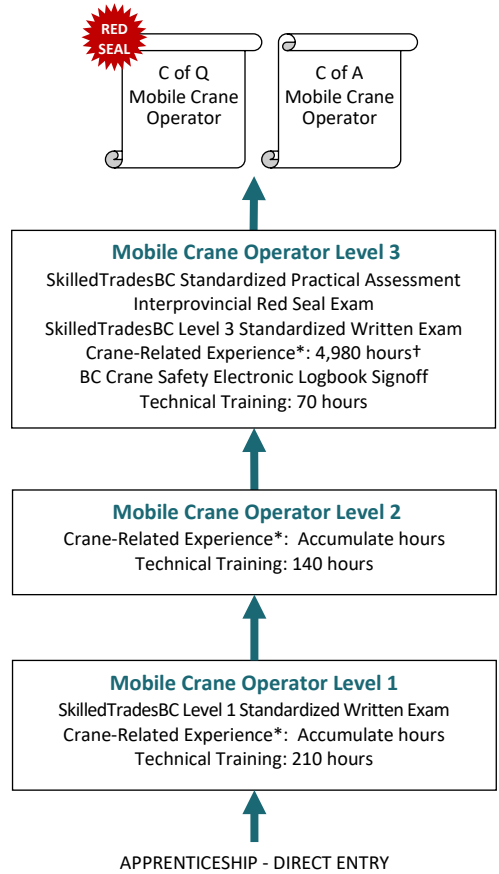 RED
SEAL
C of Q
Mobile Crane
Operator
C of A
Mobile Crane
Operator
Mobile Crane Operator Level 3
SkilledTradesBC Standardized Practical Assessment
Interprovincial Red Seal Exam
SkilledTradesBC Level 3 Standardized Written Exam
Crane-Related Experience*: 4,980 hours†
BC Crane Safety Electronic Logbook Signoff
Technical Training: 70 hours
Mobile Crane Operator Level 2
Crane-Related Experience*: Accumulate hours
Technical Training: 140 hours
Mobile Crane Operator Level 1
SkilledTradesBC Level 1 Standardized Written Exam
Crane-Related Experience*: Accumulate hours
Technical Training: 210 hours
APPRENTICESHIP - DIRECT ENTRY